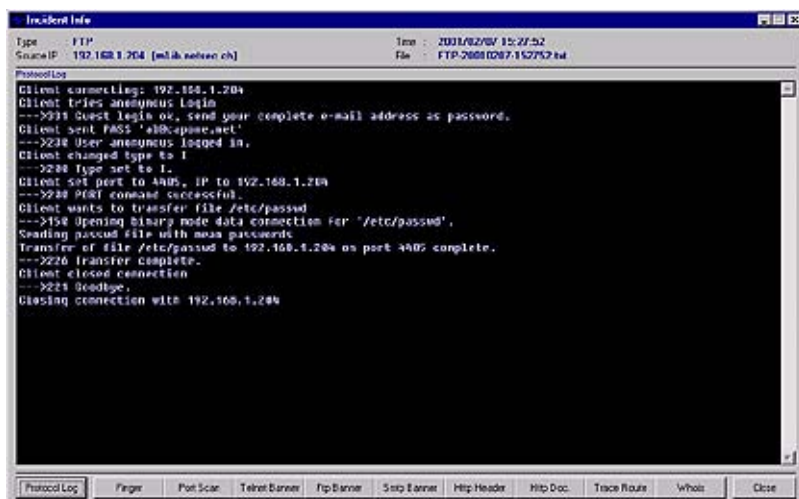 Incident Info
Type : FTP
Time : 2001/02/07 15:27:52
Source IP : 192.168.1.204 [mlib.netsec.ch]
File : FTP-20010207-152752.txt
Protocol Log
Client connecting: 192.168.1.204
Client tries anonymous Login
--->331 Guest login ok, send your complete e-mail address as password.
Client sent PASS 'al@capone.net'
--->230 User anonymous logged in.
Client changed type to I
--->200 Type set to I.
Client set port to 4405, IP to 192.168.1.204
--->200 PORT command successful.
Client wants to transfer file /etc/passwd
--->150 Opening binary mode data connection for '/etc/passwd'.
Sending passwd file with mean passwords
Transfer of file /etc/passwd to 192.168.1.204 on port 4405 complete.
--->226 Transfer complete.
Client closed connection
--->221 Goodbye.
Closing connection with 192.168.1.204
Protocol Log Finger Port Scan Telnet Banner Ftp Banner Smtp Banner Http Header Http Doc. Trace Route Whois Close